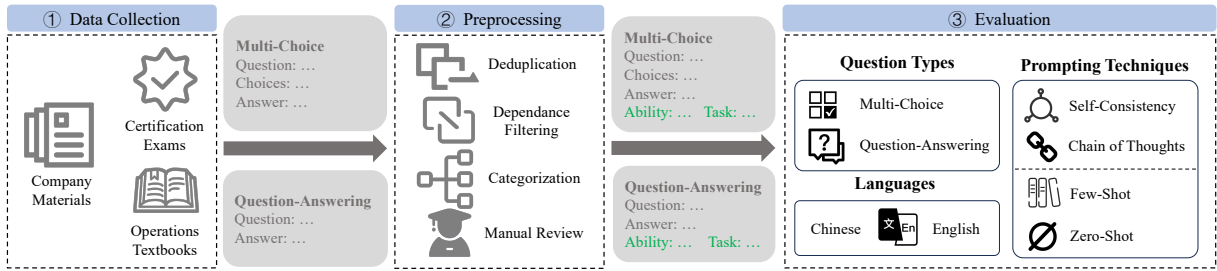 ① Data Collection
Company
Materials
Certification
Exams
Operations
Textbooks
Multi-Choice
Question: …
Choices: …
Answer: …
Question-Answering
Question: …
Answer: …
② Preprocessing
Deduplication
Dependance
Filtering
Categorization
Manual Review
Multi-Choice
Question: …
Choices: …
Answer: …
Ability: … Task: …
Question-Answering
Question: …
Answer: …
Ability: … Task: …
③ Evaluation
Question Types
Multi-Choice
?
Question-Answering
Languages
Chinese
文 En
English
Prompting Techniques
Self-Consistency
Chain of Thoughts
Few-Shot
Zero-Shot